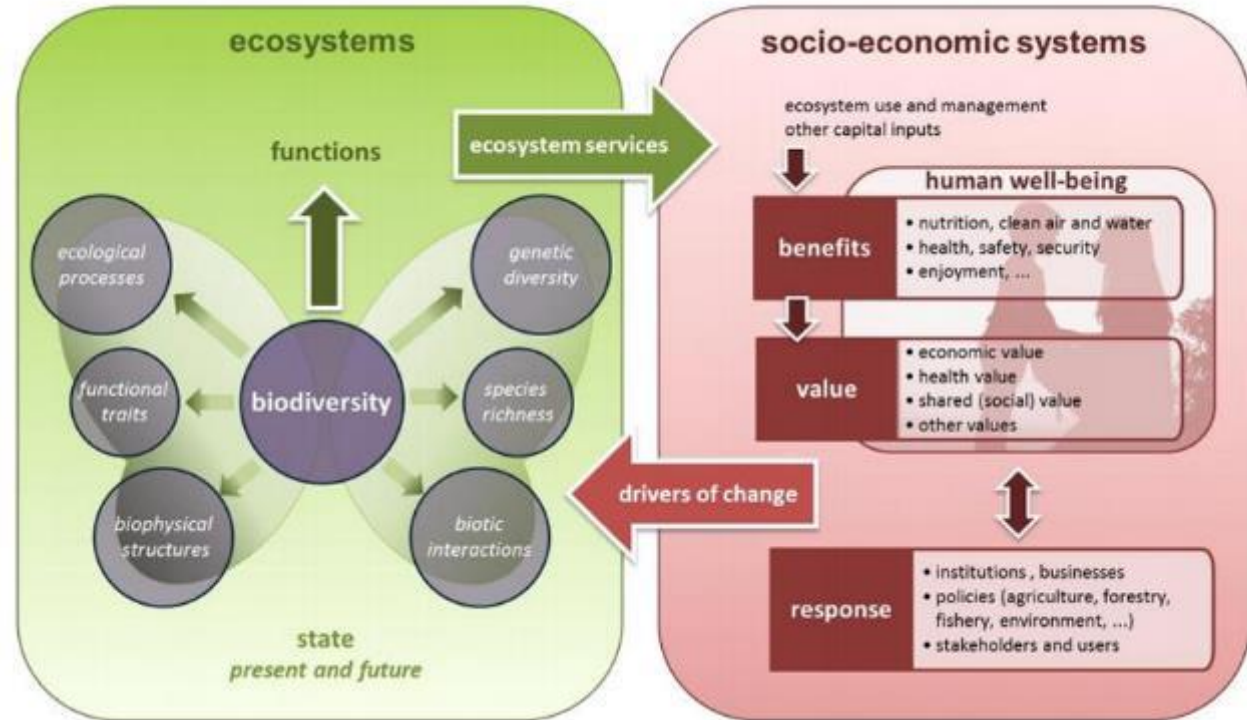 ecosystems
functions
ecosystem services
ecological
processes
genetic
diversity
functional
traits
biodiversity
species
richness
biophysical
structures
biotic
interactions
state
present and future
drivers of change
socio-economic systems
ecosystem use and management
other capital inputs
human well-being
benefits
• nutrition, clean air and water
• health, safety, security
• enjoyment, ...
value
• economic value
• health value
• shared (social) value
• other values
response
• institutions , businesses
• policies (agriculture, forestry,
fishery, environment, ...)
• stakeholders and users